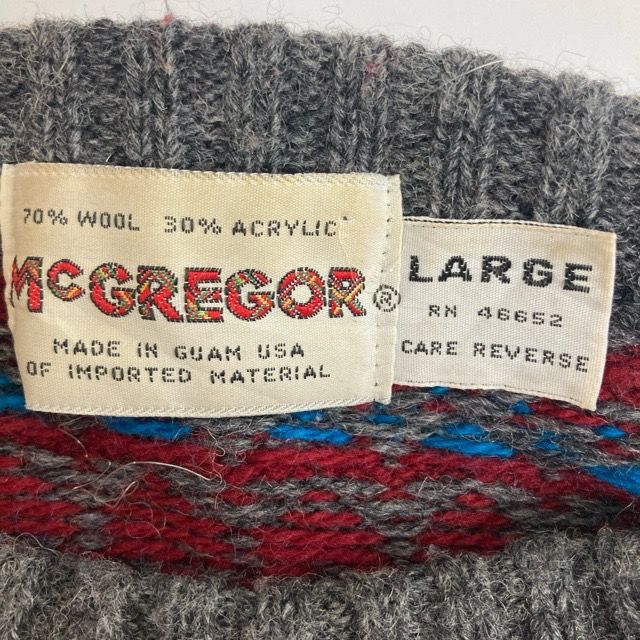 70% WOOL 30% ACRYLIC
McGREGOR®
MADE IN GUAM USA
OF IMPORTED MATERIAL
LARGE
RN 46652
CARE REVERSE